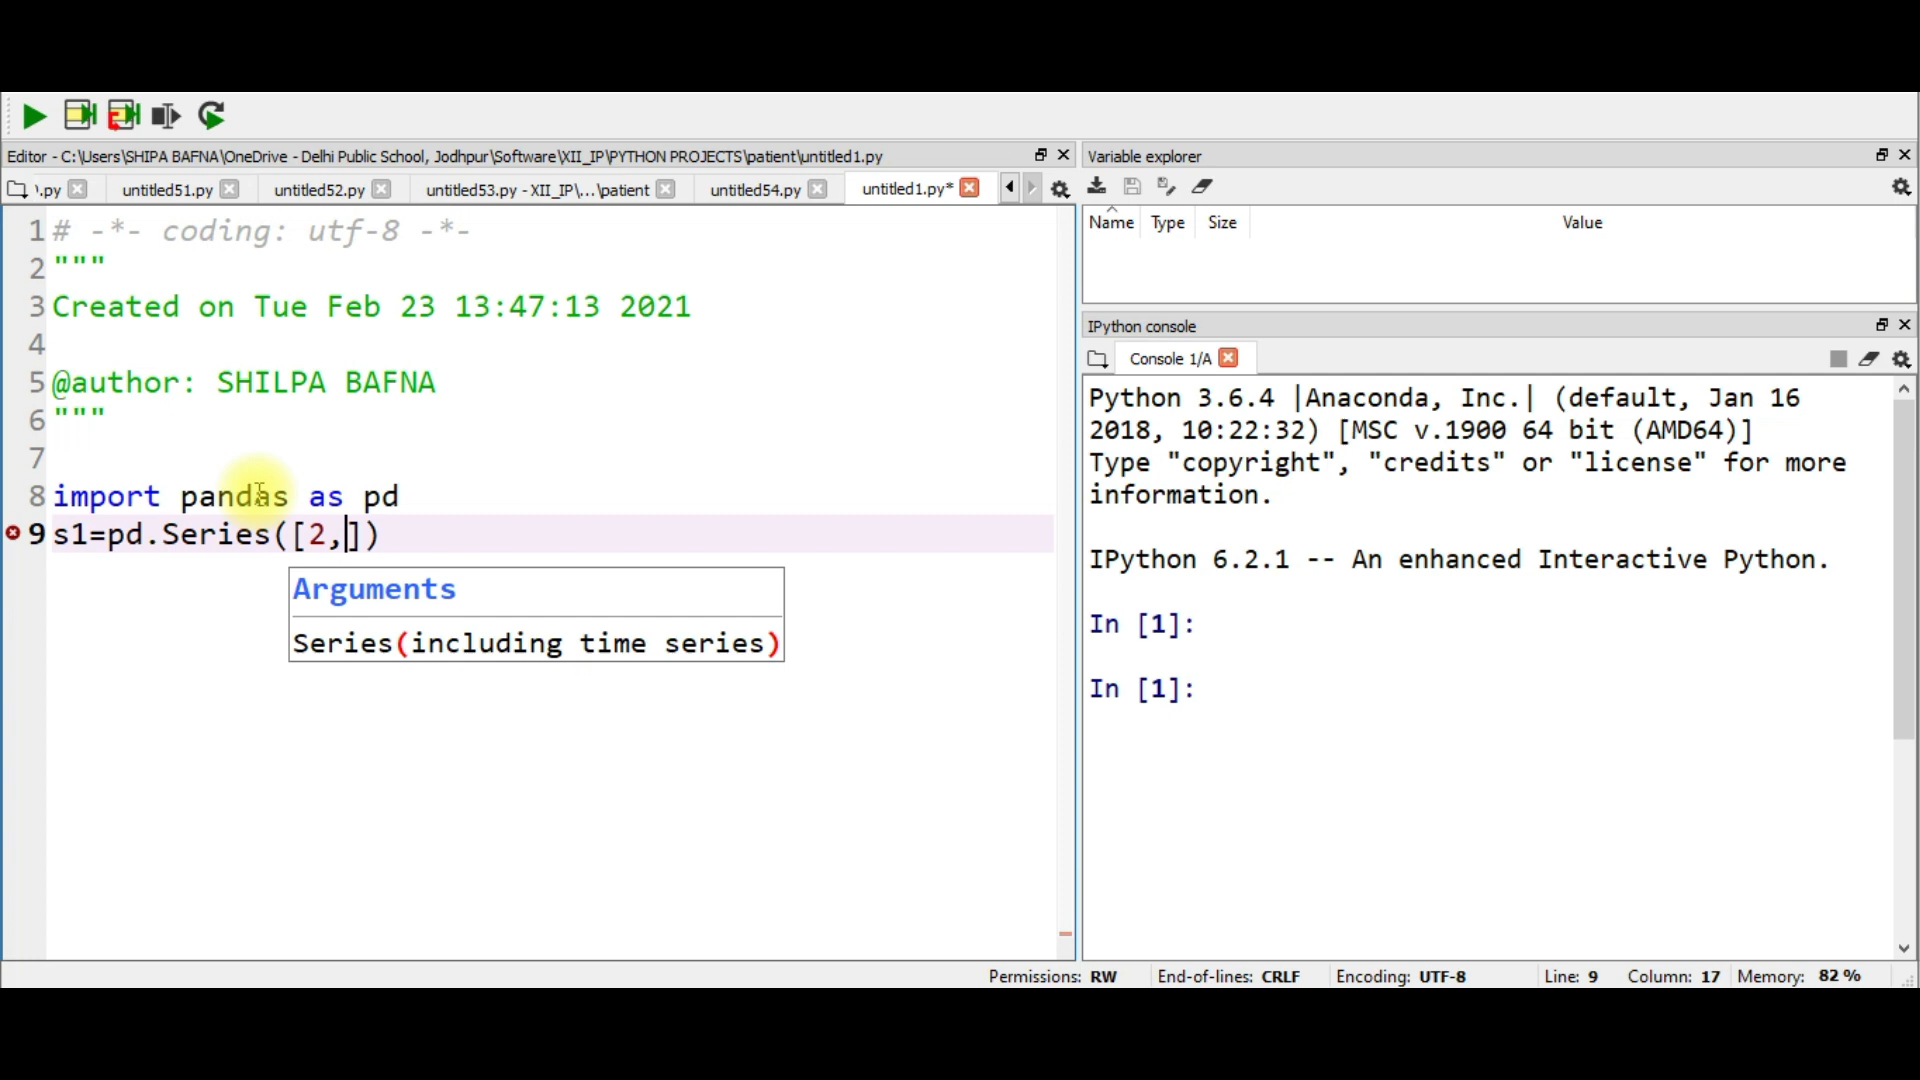 Editor - C:\Users\SHIPA BAFNA\OneDrive - Delhi Public School, Jodhpur\Software\XII_IP\PYTHON PROJECTS\patient\untitled1.py
).py
untitled51.py
untitled52.py
untitled53.py - XII_IP\...\patient
untitled54.py
untitled1.py*
1 # -*- coding: utf-8 -*-
2 """
3 Created on Tue Feb 23 13:47:13 2021
4
5 @author: SHILPA BAFNA
6 """
7
8 import pandas as pd
9 s1=pd.Series([2,])
Arguments
Series(including time series)
Variable explorer
Name Type Size Value
IPython console
Console 1/A
Python 3.6.4 |Anaconda, Inc.| (default, Jan 16
2018, 10:22:32) [MSC v.1900 64 bit (AMD64)]
Type "copyright", "credits" or "license" for more
information.
IPython 6.2.1 -- An enhanced Interactive Python.
In [1]:
In [1]:
Permissions: RW End-of-lines: CRLF Encoding: UTF-8 Line: 9 Column: 17 Memory: 82 %